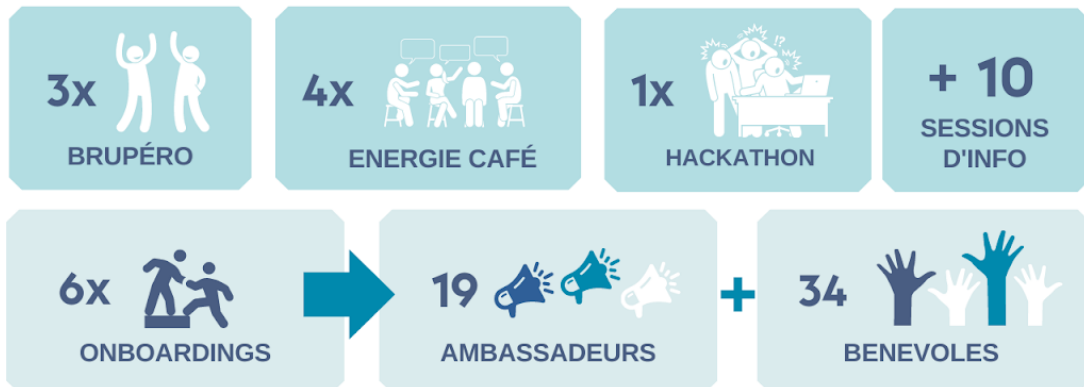 3x
BRUPÉRO
4x
ENERGIE CAFÉ
!?
1x
HACKATHON
+ 10
SESSIONS
D'INFO
6x
ONBOARDINGS
19
AMBASSADEURS
+
34
BENEVOLES